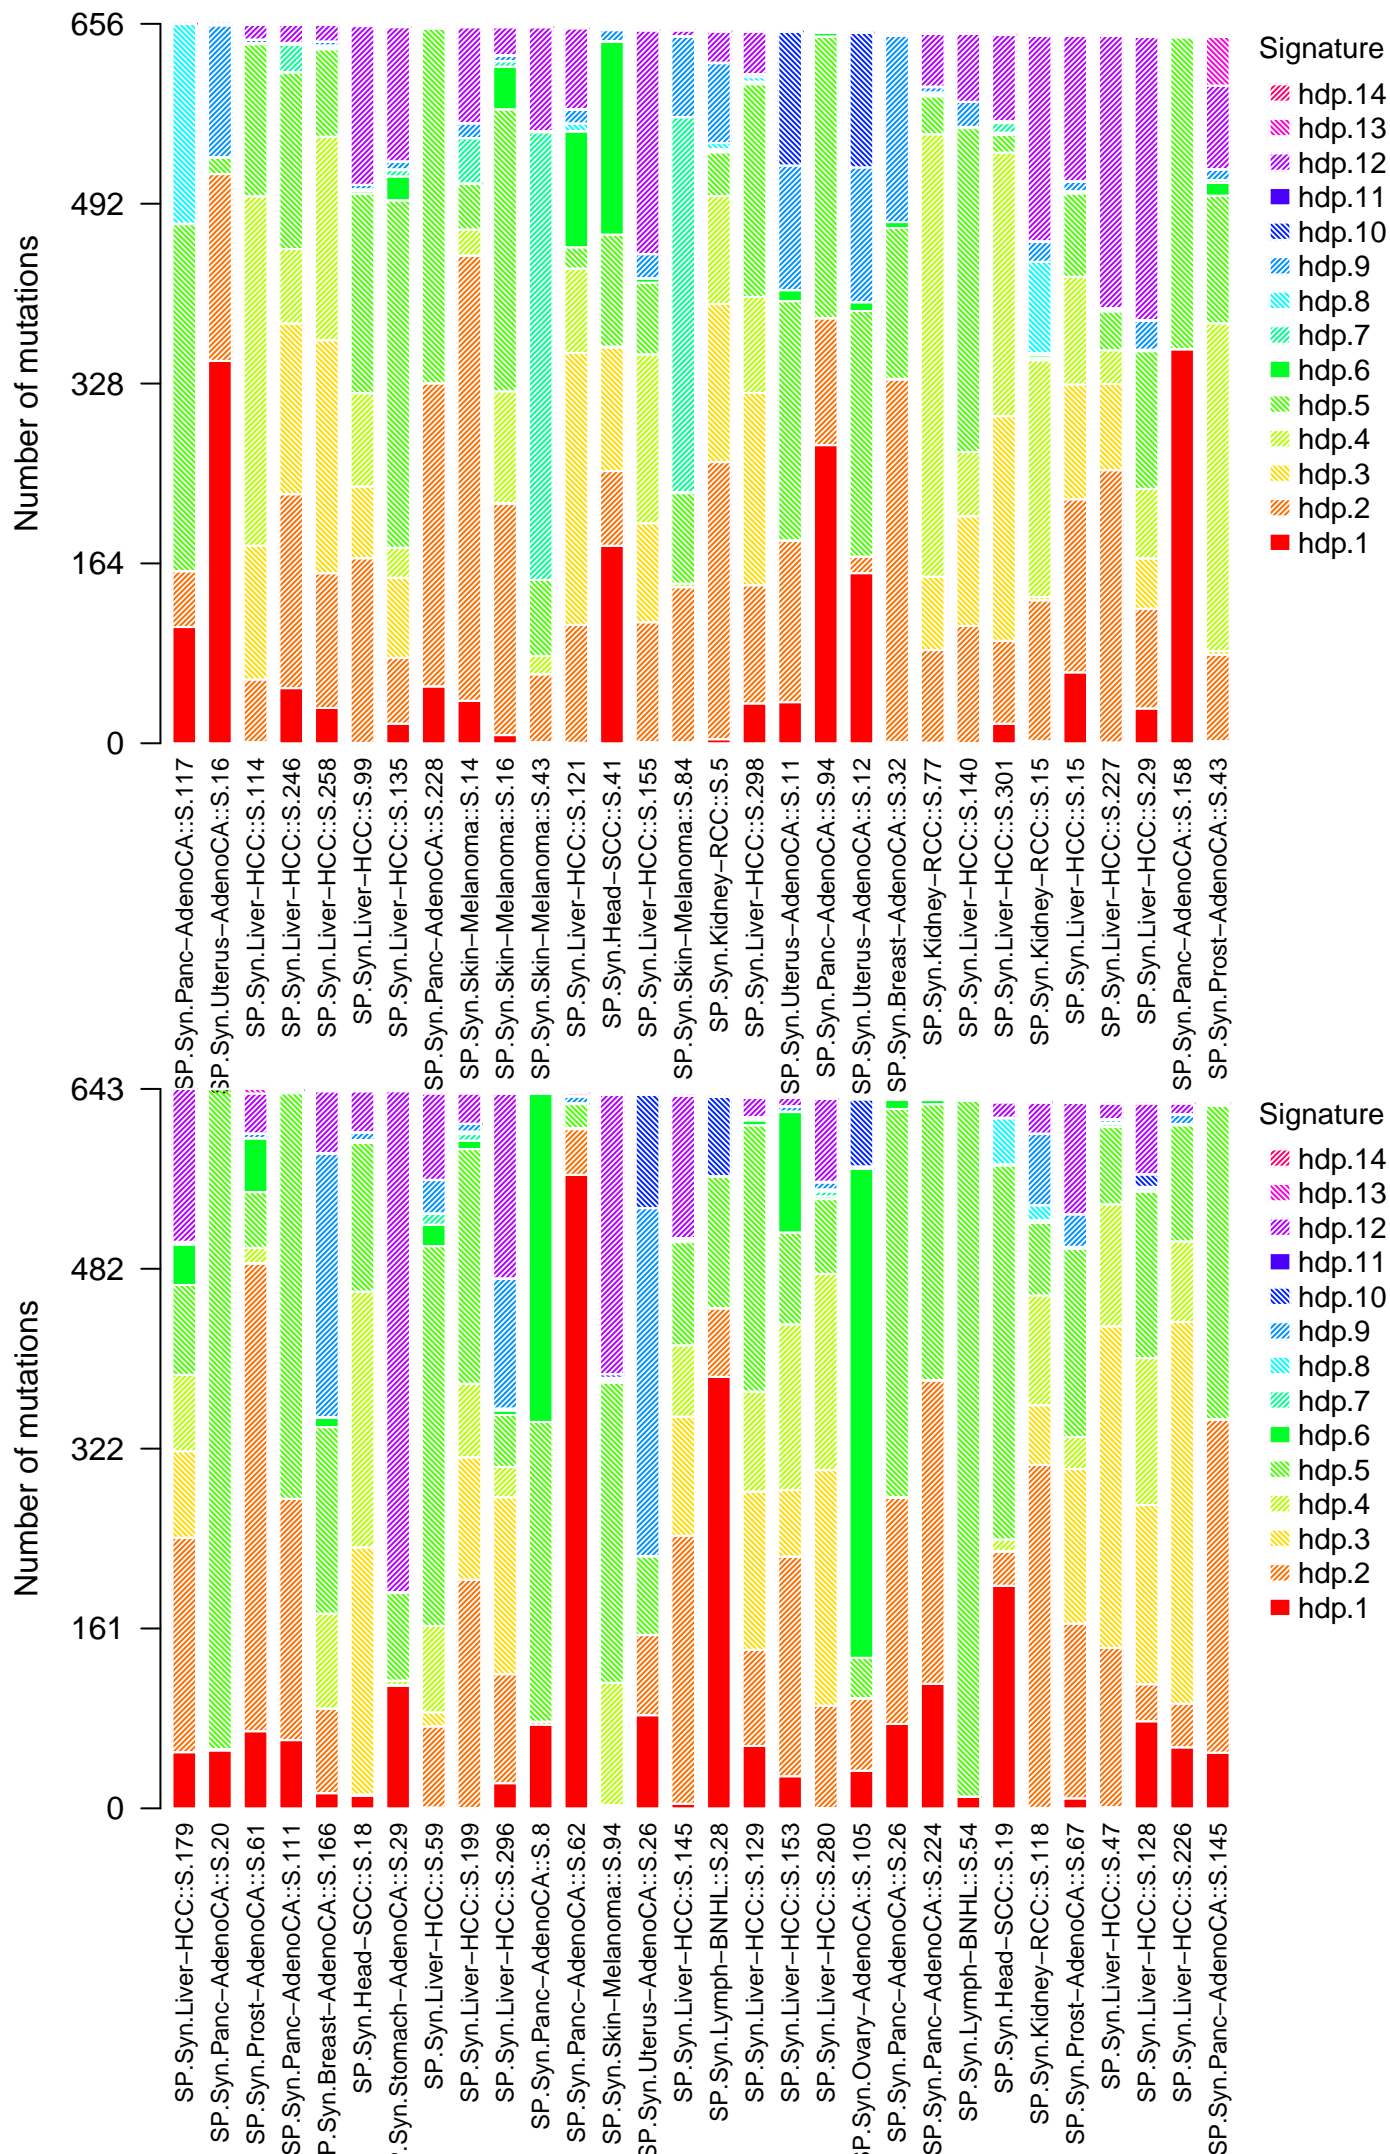 Number of mutations
656
492
328
164
0
Signature
hdp.14
hdp.13
hdp.12
hdp.11
hdp.10
hdp.9
hdp.8
hdp.7
hdp.6
hdp.5
hdp.4
hdp.3
hdp.2
hdp.1
SP.Syn.Panc−AdenoCA::S.117
SP.Syn.Uterus−AdenoCA::S.16
SP.Syn.Liver−HCC::S.114
SP.Syn.Liver−HCC::S.246
SP.Syn.Liver−HCC::S.258
SP.Syn.Liver−HCC::S.99
SP.Syn.Liver−HCC::S.135
SP.Syn.Panc−AdenoCA::S.228
SP.Syn.Skin−Melanoma::S.14
SP.Syn.Skin−Melanoma::S.16
SP.Syn.Skin−Melanoma::S.43
SP.Syn.Liver−HCC::S.121
SP.Syn.Head−SCC::S.41
SP.Syn.Liver−HCC::S.155
SP.Syn.Skin−Melanoma::S.84
SP.Syn.Kidney−RCC::S.5
SP.Syn.Liver−HCC::S.298
SP.Syn.Uterus−AdenoCA::S.11
SP.Syn.Panc−AdenoCA::S.94
SP.Syn.Uterus−AdenoCA::S.12
SP.Syn.Breast−AdenoCA::S.32
SP.Syn.Kidney−RCC::S.77
SP.Syn.Liver−HCC::S.140
SP.Syn.Liver−HCC::S.301
SP.Syn.Kidney−RCC::S.15
SP.Syn.Liver−HCC::S.15
SP.Syn.Liver−HCC::S.227
SP.Syn.Liver−HCC::S.29
SP.Syn.Panc−AdenoCA::S.158
SP.Syn.Prost−AdenoCA::S.43
Number of mutations
643
482
322
161
0
Signature
hdp.14
hdp.13
hdp.12
hdp.11
hdp.10
hdp.9
hdp.8
hdp.7
hdp.6
hdp.5
hdp.4
hdp.3
hdp.2
hdp.1
SP.Syn.Liver−HCC::S.179
SP.Syn.Panc−AdenoCA::S.20
SP.Syn.Prost−AdenoCA::S.61
SP.Syn.Panc−AdenoCA::S.111
P.Syn.Breast−AdenoCA::S.166
SP.Syn.Head−SCC::S.18
.Syn.Stomach−AdenoCA::S.29
SP.Syn.Liver−HCC::S.59
SP.Syn.Liver−HCC::S.199
SP.Syn.Liver−HCC::S.296
SP.Syn.Panc−AdenoCA::S.8
SP.Syn.Panc−AdenoCA::S.62
SP.Syn.Skin−Melanoma::S.94
SP.Syn.Uterus−AdenoCA::S.26
SP.Syn.Liver−HCC::S.145
SP.Syn.Lymph−BNHL::S.28
SP.Syn.Liver−HCC::S.129
SP.Syn.Liver−HCC::S.153
SP.Syn.Liver−HCC::S.280
SP.Syn.Ovary−AdenoCA::S.105
SP.Syn.Panc−AdenoCA::S.26
SP.Syn.Panc−AdenoCA::S.224
SP.Syn.Lymph−BNHL::S.54
SP.Syn.Head−SCC::S.19
SP.Syn.Kidney−RCC::S.118
SP.Syn.Prost−AdenoCA::S.67
SP.Syn.Liver−HCC::S.47
SP.Syn.Liver−HCC::S.128
SP.Syn.Liver−HCC::S.226
SP.Syn.Panc−AdenoCA::S.145